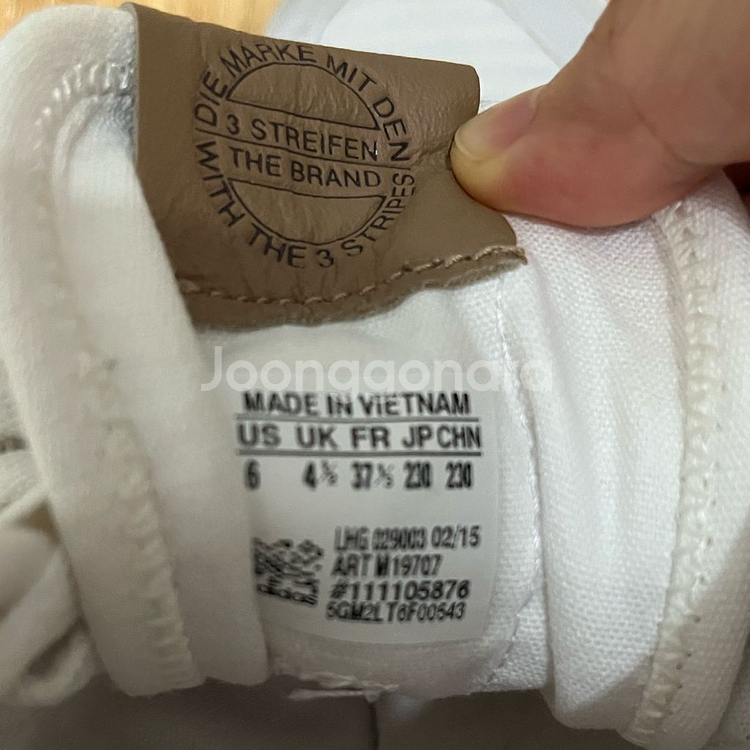 DIE MARKE MIT DEN
3 STREIFEN
THE BRAND
WITH THE 3 STRIPES
Joonggonara
MADE IN VIETNAM
US UK FR JP CHN
6 4½ 37⅓ 230 230
LHG 029003 02/15
ART M19707
#111105876
5GM2LT6F00543